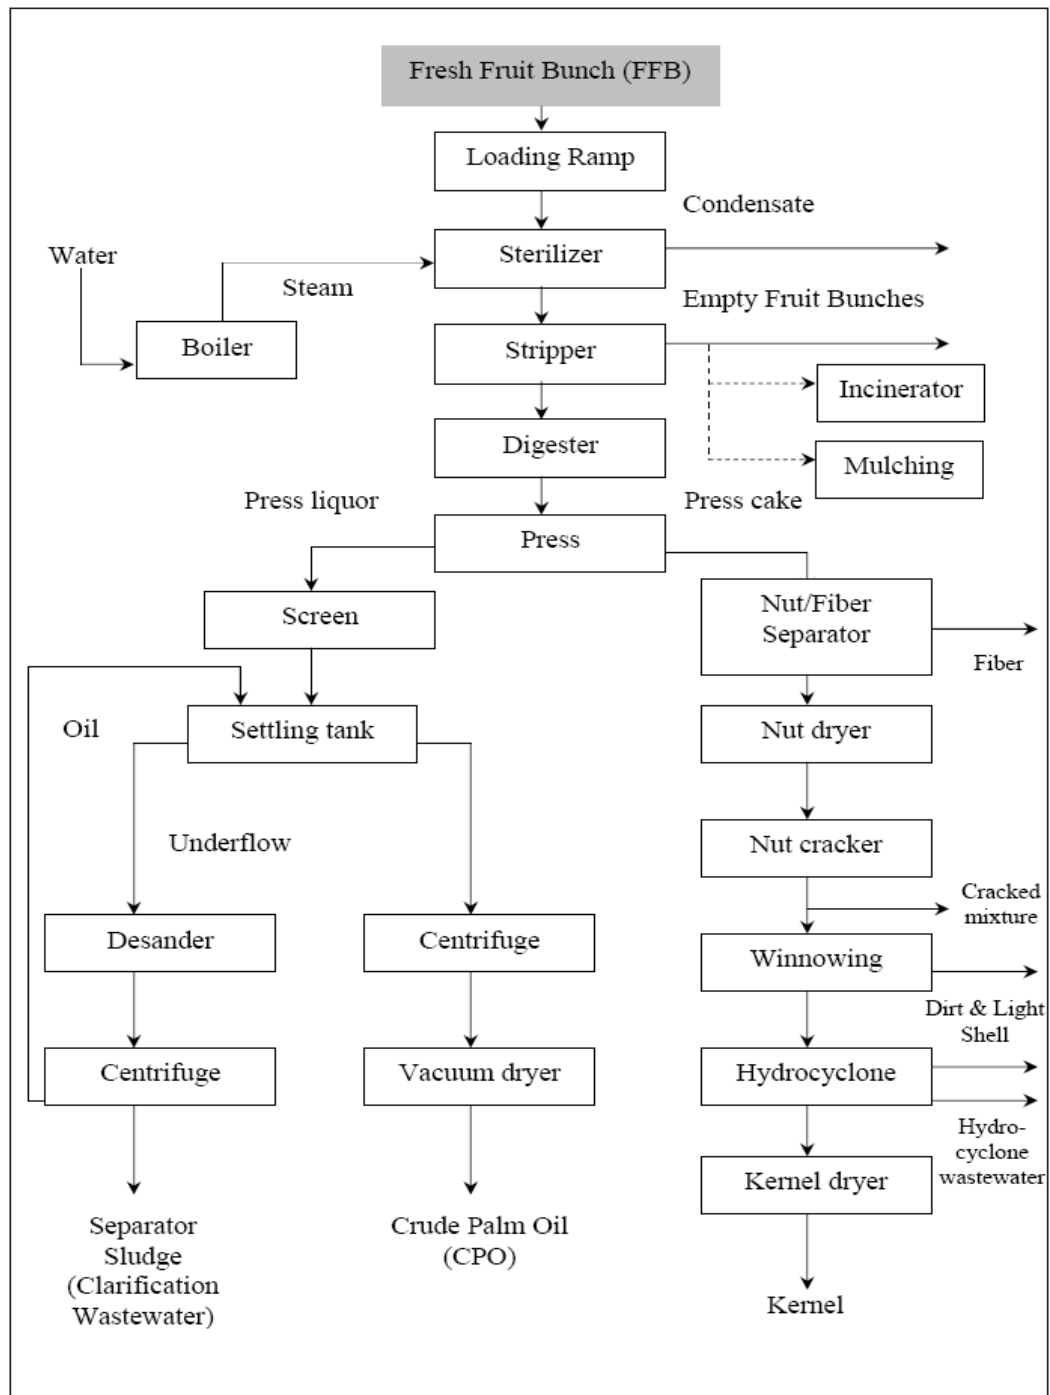 Fresh Fruit Bunch (FFB)
Loading Ramp
Condensate
Water
Sterilizer
Steam
Empty Fruit Bunches
Boiler
Stripper
Incinerator
Digester
Mulching
Press liquor
Press cake
Press
Screen
Nut/Fiber
Separator
Fiber
Oil
Settling tank
Nut dryer
Underflow
Nut cracker
Cracked
mixture
Desander
Centrifuge
Winnowing
Dirt & Light
Shell
Centrifuge
Vacuum dryer
Hydrocyclone
Hydro-
cyclone
wastewater
Kernel dryer
Separator
Sludge
(Clarification
Wastewater)
Crude Palm Oil
(CPO)
Kernel